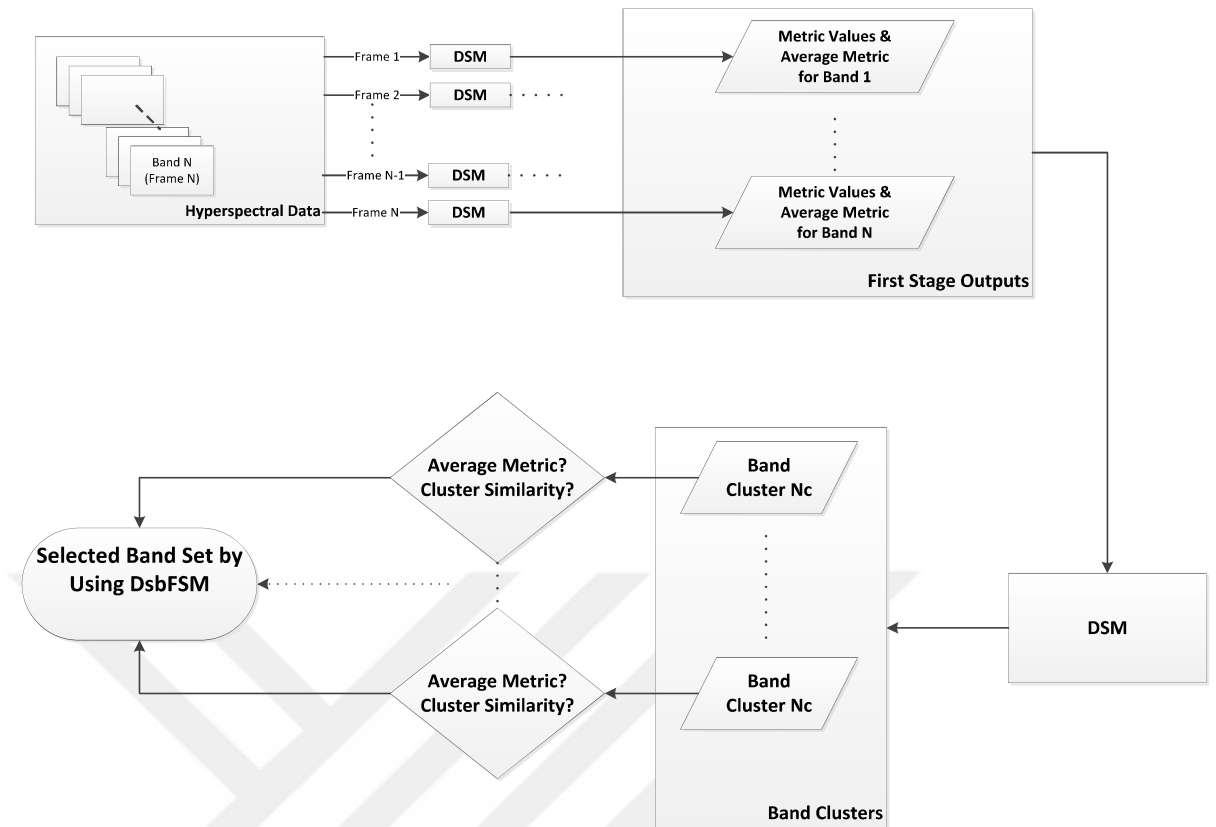 Band N
(Frame N)
Hyperspectral Data
Frame 1
DSM
Frame 2
DSM
Frame N-1
DSM
Frame N
DSM
Metric Values &
Average Metric
for Band 1
Metric Values &
Average Metric
for Band N
First Stage Outputs
DSM
Band
Cluster Nc
Band
Cluster Nc
Band Clusters
Average Metric?
Cluster Similarity?
Average Metric?
Cluster Similarity?
Selected Band Set by
Using DsbFSM